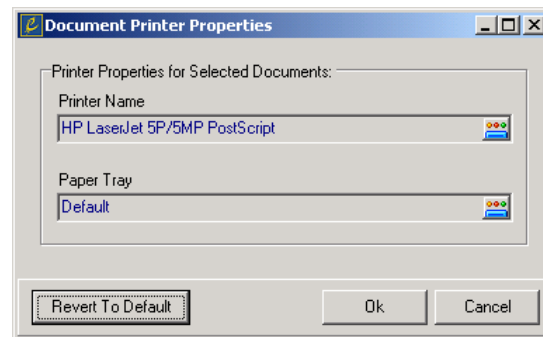 Document Printer Properties
Printer Properties for Selected Documents:
Printer Name
HP LaserJet 5P/5MP PostScript
Paper Tray
Default
Revert To Default Ok Cancel